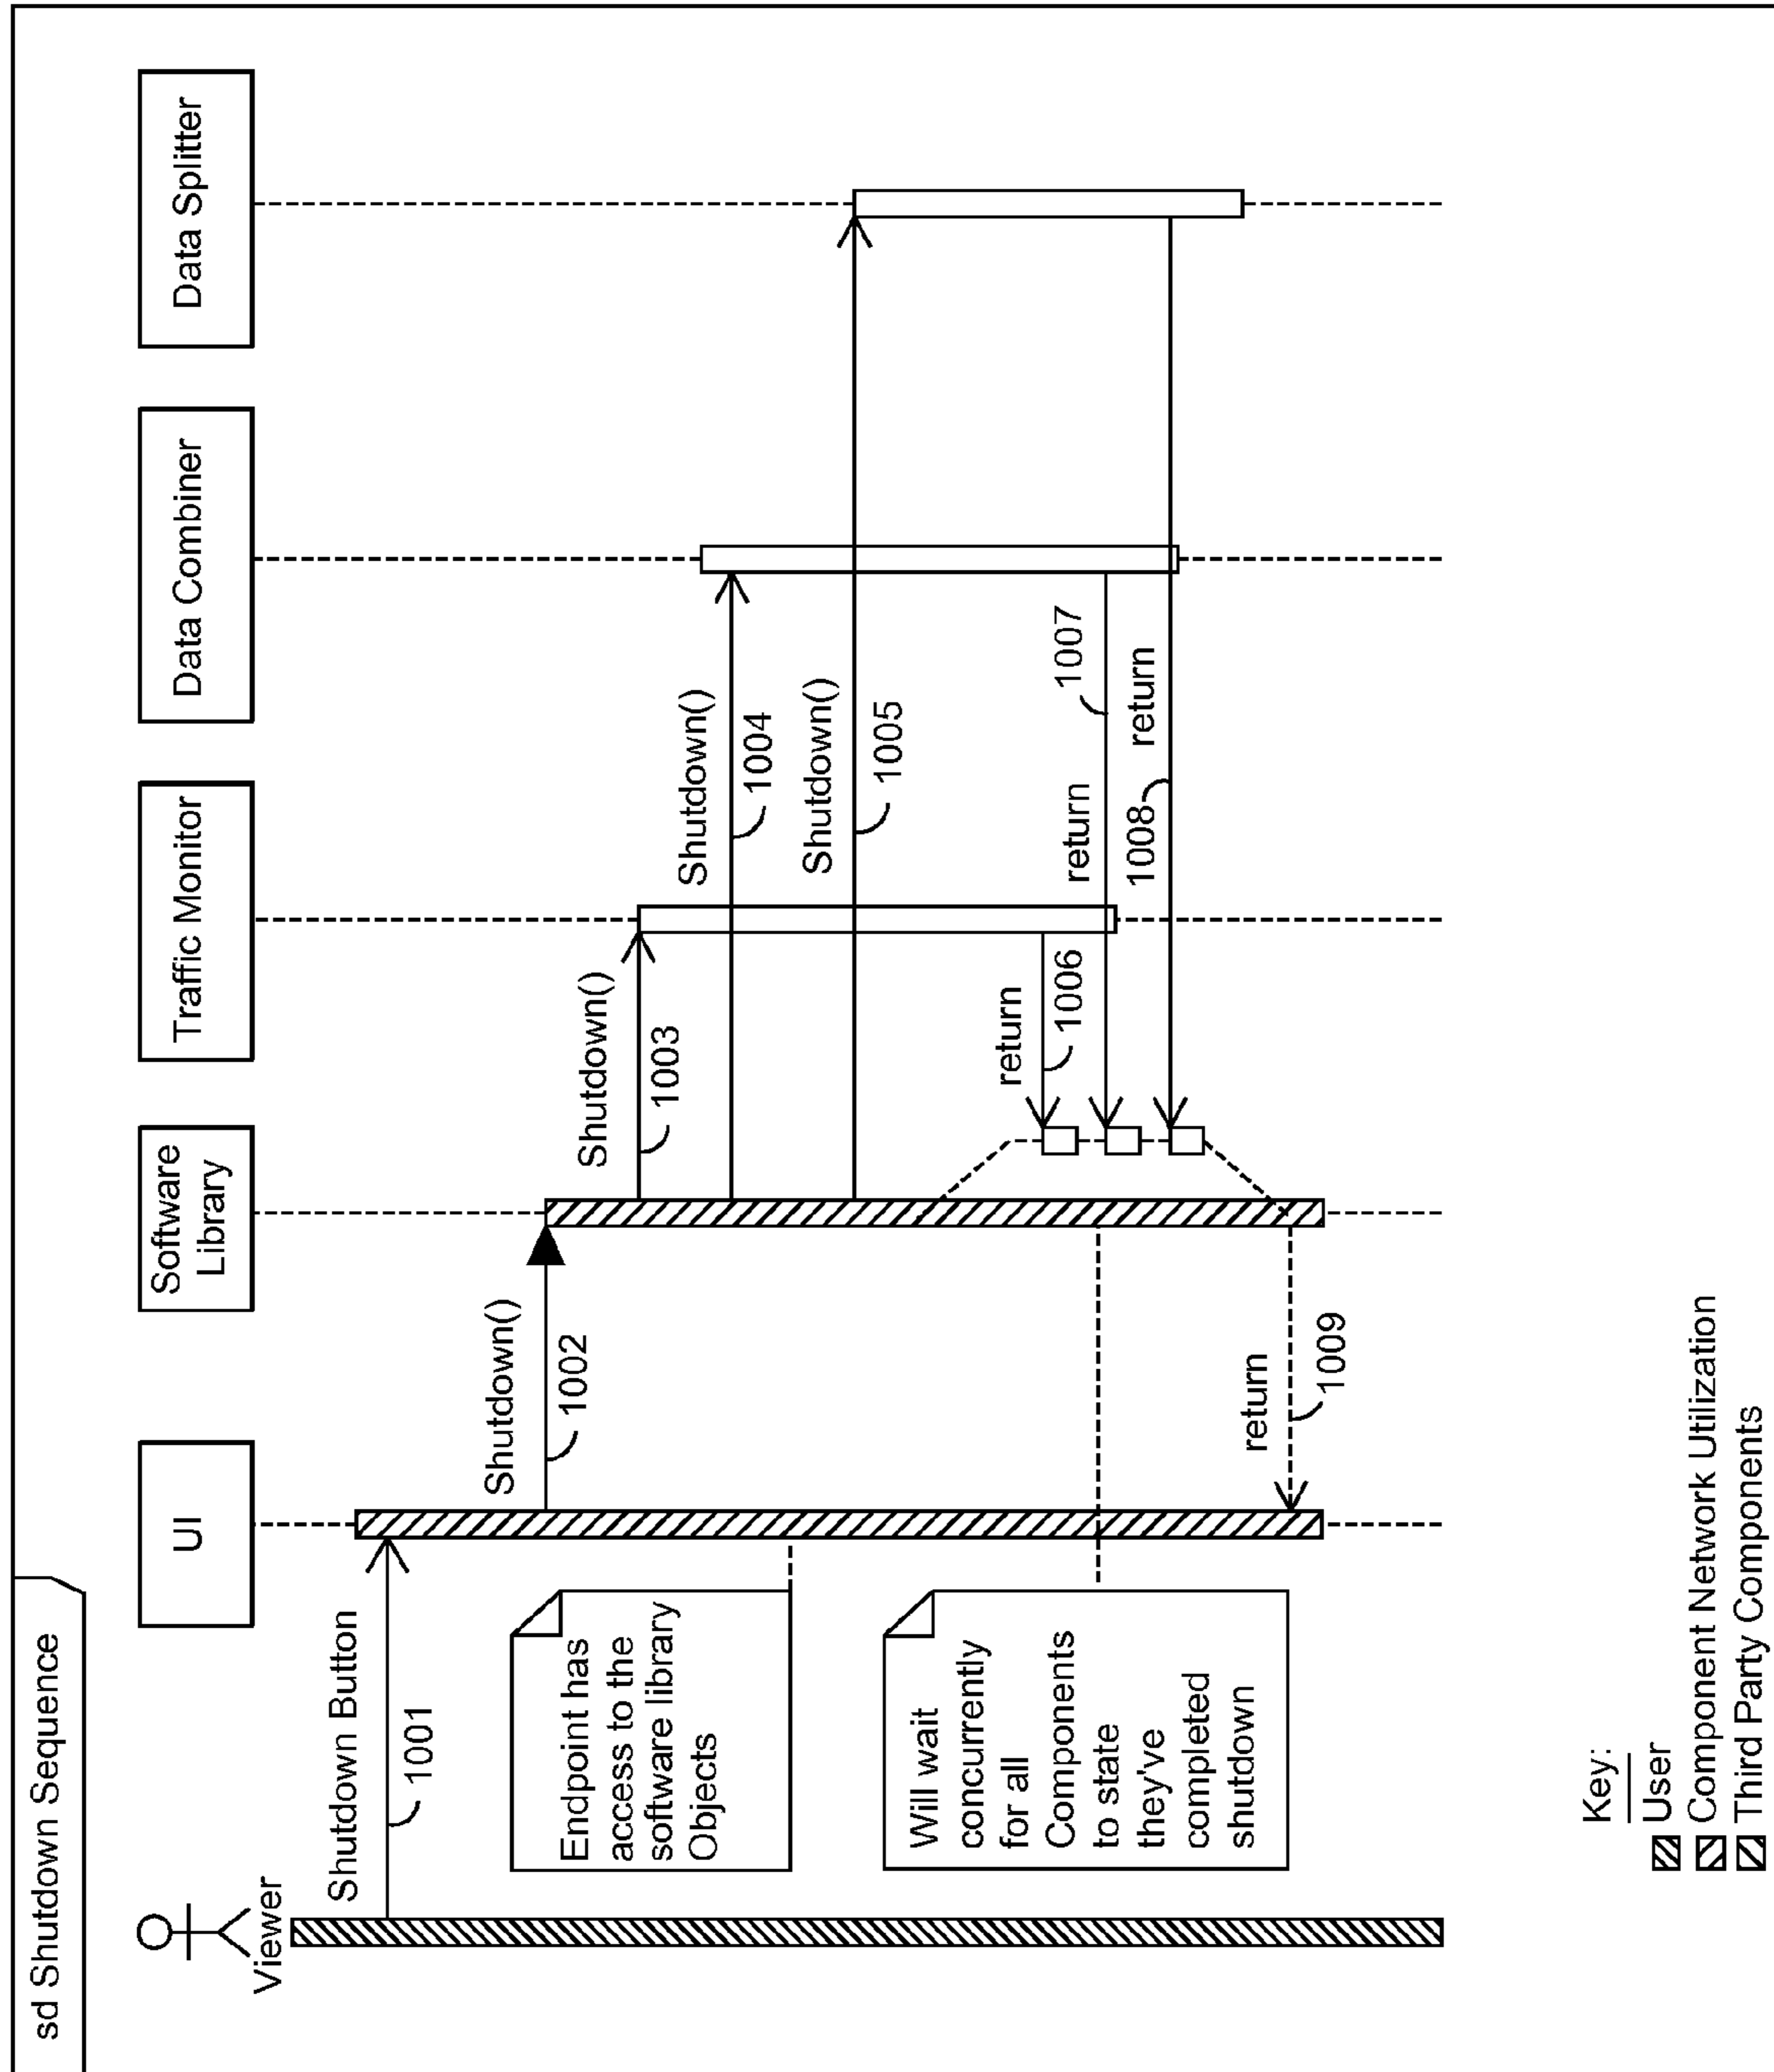 sd Shutdown Sequence
Viewer
UI
Software
Library
Traffic Monitor
Data Combiner
Data Splitter
Shutdown Button
1001
Shutdown()
1002
Shutdown()
1003
Shutdown()
1004
Shutdown()
1005
Endpoint has
access to the
software library
Objects
Will wait
concurrently
for all
Components
to state
they've
completed
shutdown
return
1006
return
1007
1008
return
return
1009
Key:
User
Component Network Utilization
Third Party Components